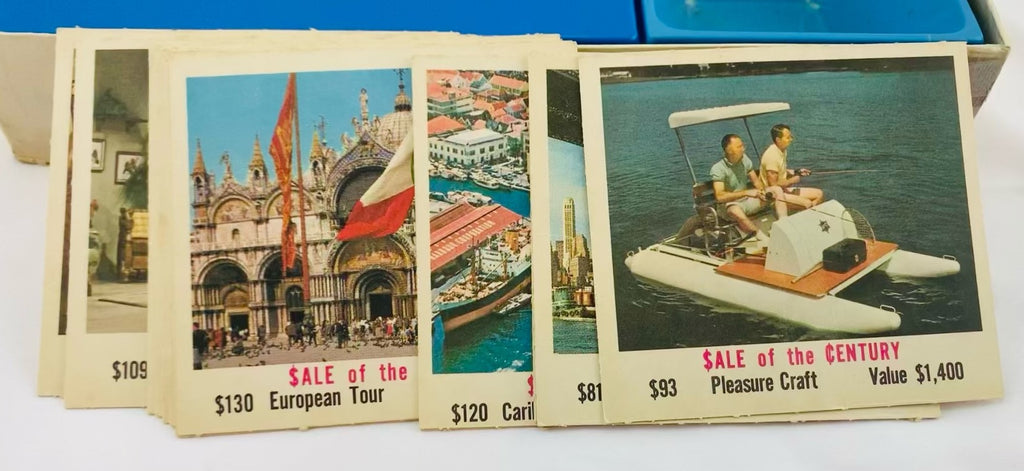 $109
$ALE of the
$130 European Tour
$120
$81
$ALE of the ¢ENTURY
$93 Pleasure Craft Value $1,400